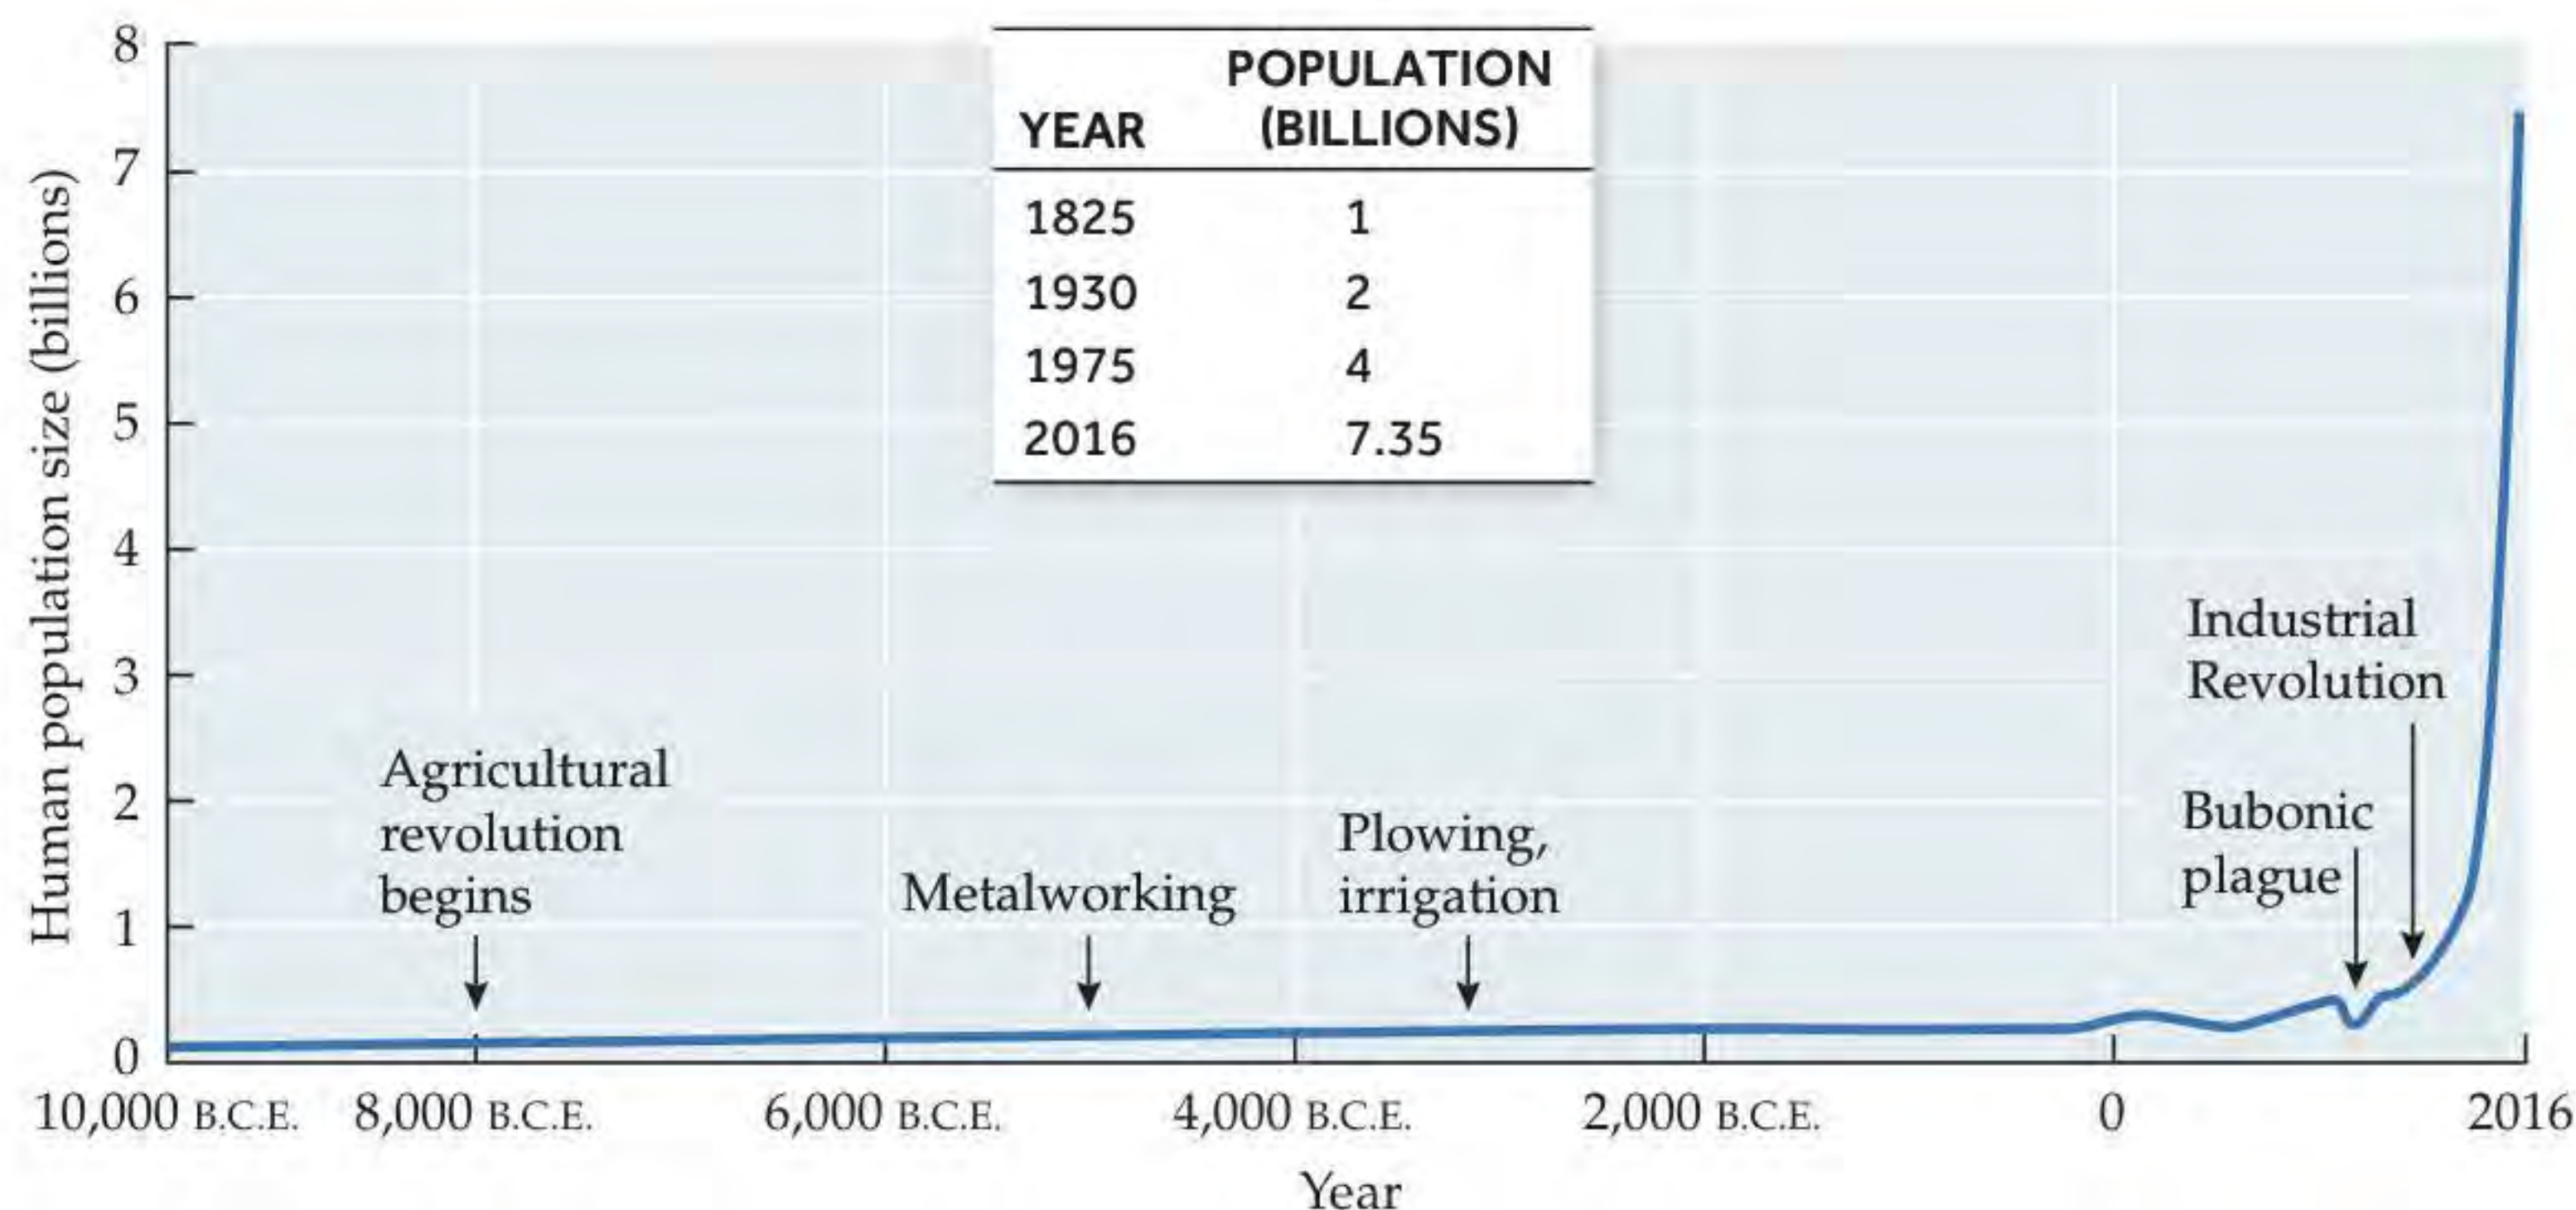 Human population size (billions)
8
7
6
5
4
3
2
1
0
YEAR POPULATION (BILLIONS)
1825 1
1930 2
1975 4
2016 7.35
Agricultural
revolution
begins
Metalworking
Plowing,
irrigation
Bubonic
plague
Industrial
Revolution
10,000 B.C.E. 8,000 B.C.E. 6,000 B.C.E. 4,000 B.C.E. 2,000 B.C.E. 0 2016
Year